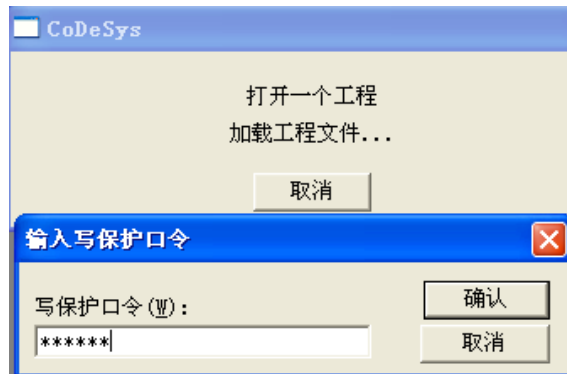 CoDeSys
打开一个工程
加载工程文件...
取消
输入写保护口令
写保护口令(W):
******
确认
取消